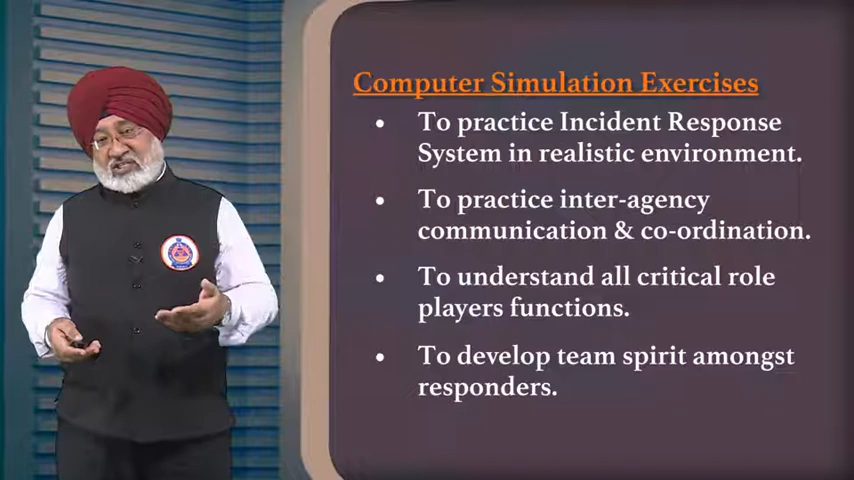 Computer Simulation Exercises
• To practice Incident Response
System in realistic environment.
• To practice inter-agency
communication & co-ordination.
• To understand all critical role
players functions.
• To develop team spirit amongst
responders.